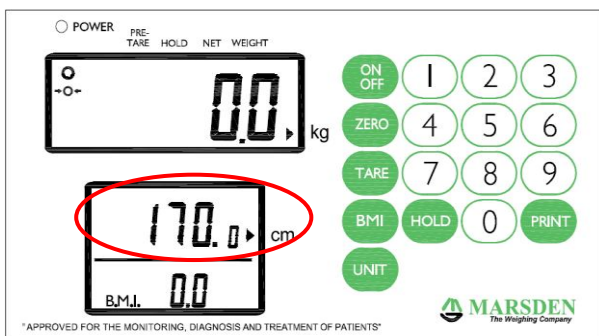 POWER
PRE-
TARE HOLD NET WEIGHT
0.0 kg
170.0 cm
B.M.I. 0.0
ON
OFF 1 2 3
ZERO 4 5 6
TARE 7 8 9
BMI HOLD 0 PRINT
UNIT
MARSDEN
The Weighing Company
"APPROVED FOR THE MONITORING, DIAGNOSIS AND TREATMENT OF PATIENTS"